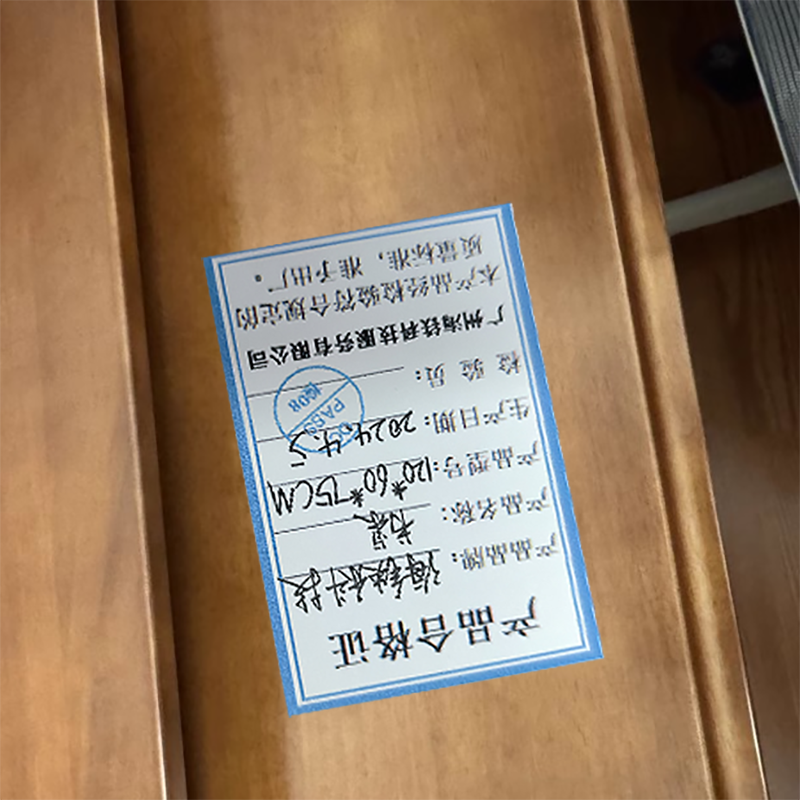 产品合格证
产品品牌：海铁科技
产品名称：书桌
产品型号：120*60*75CM
生产日期：2024.4.5
检 验 员：
QC PASS 1208
广州海铁科技服务有限公司
本产品经检验符合规定的
质量标准，准予出厂。